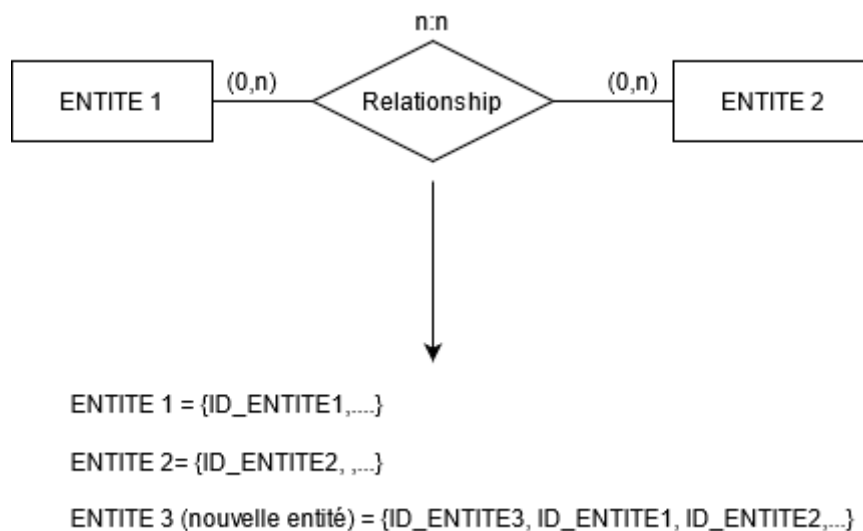 n:n
ENTITE 1 (0,n) Relationship (0,n) ENTITE 2
ENTITE 1 = {ID_ENTITE1,....}
ENTITE 2= {ID_ENTITE2, ,...}
ENTITE 3 (nouvelle entité) = {ID_ENTITE3, ID_ENTITE1, ID_ENTITE2,...}